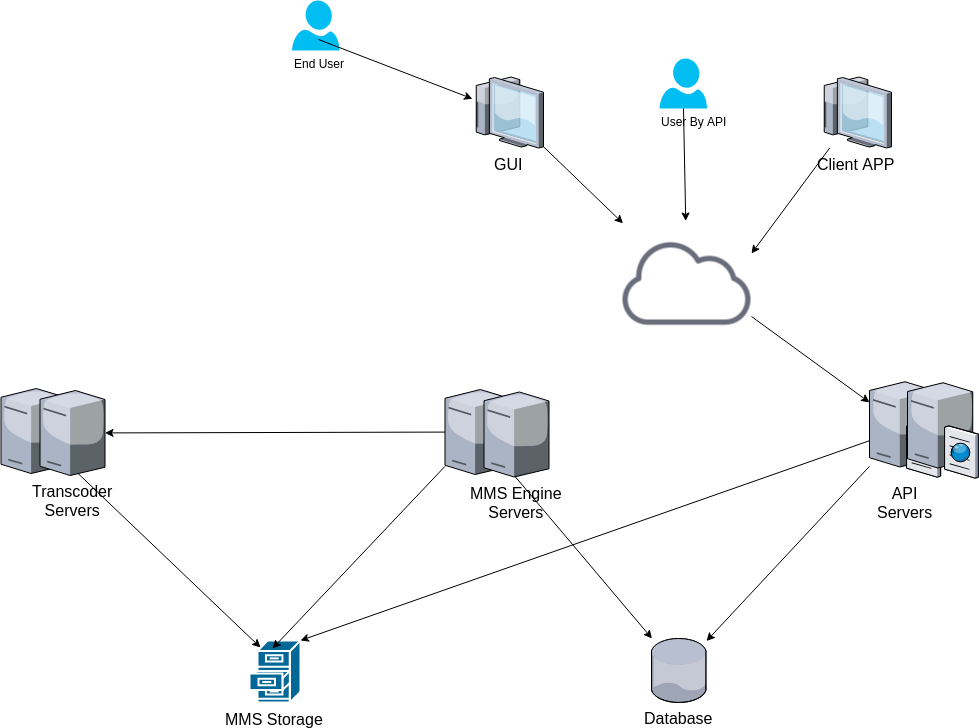 End User
User By API
GUI
Client APP
Transcoder
Servers
MMS Engine
Servers
API
Servers
MMS Storage
Database